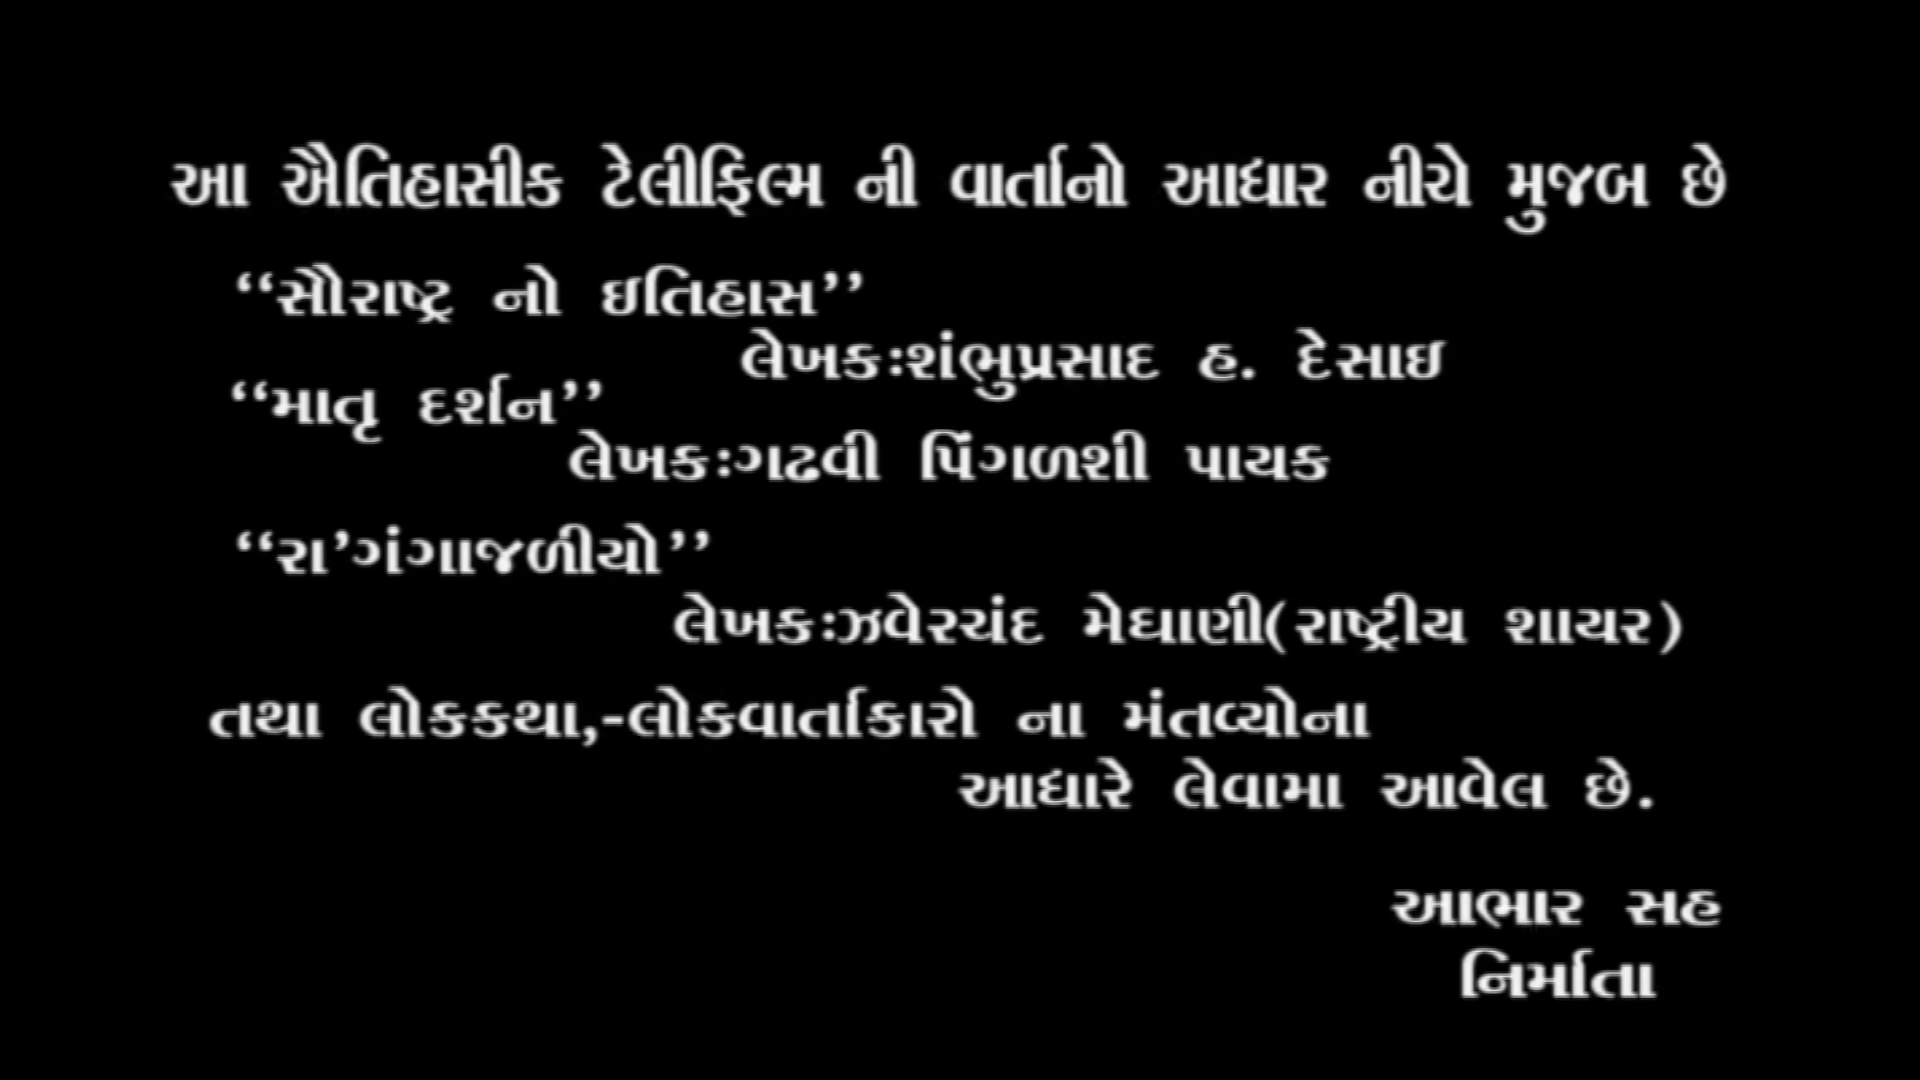 આ ઐતિહાસીક ટેલીફિલ્મ ની વાર્તાનો આધાર નીચે મુજબ છે
‘‘સૌરાષ્ટ્ર નો ઇતિહાસ’’
લેખકઃશંભુપ્રસાદ હ. દેસાઇ
‘‘માતૃ દર્શન’’
લેખકઃગઢવી પિંગળશી પાયક
‘‘રા’ગંગાજળીયો’’
લેખકઃઝવેરચંદ મેઘાણી(રાષ્ટ્રીય શાયર)
તથા લોકકથા,-લોકવાર્તાકારો ના મંતવ્યોના
આધારે લેવામા આવેલ છે.
આભાર સહ
નિર્માતા